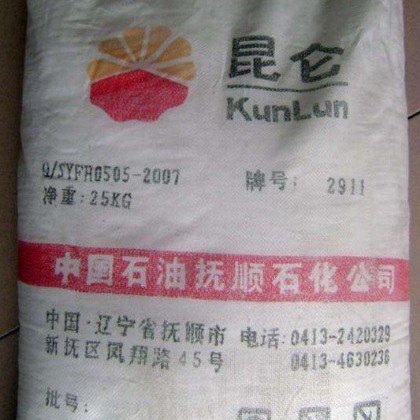 昆仑
KunLun
Q/SYFH0505-2007
牌号: 2911
净重:25KG
中国石油抚顺石化公司
中国·辽宁省抚顺市 电话:0413-2420329
新抚区凤翔路45号 0413-4630236
批号: